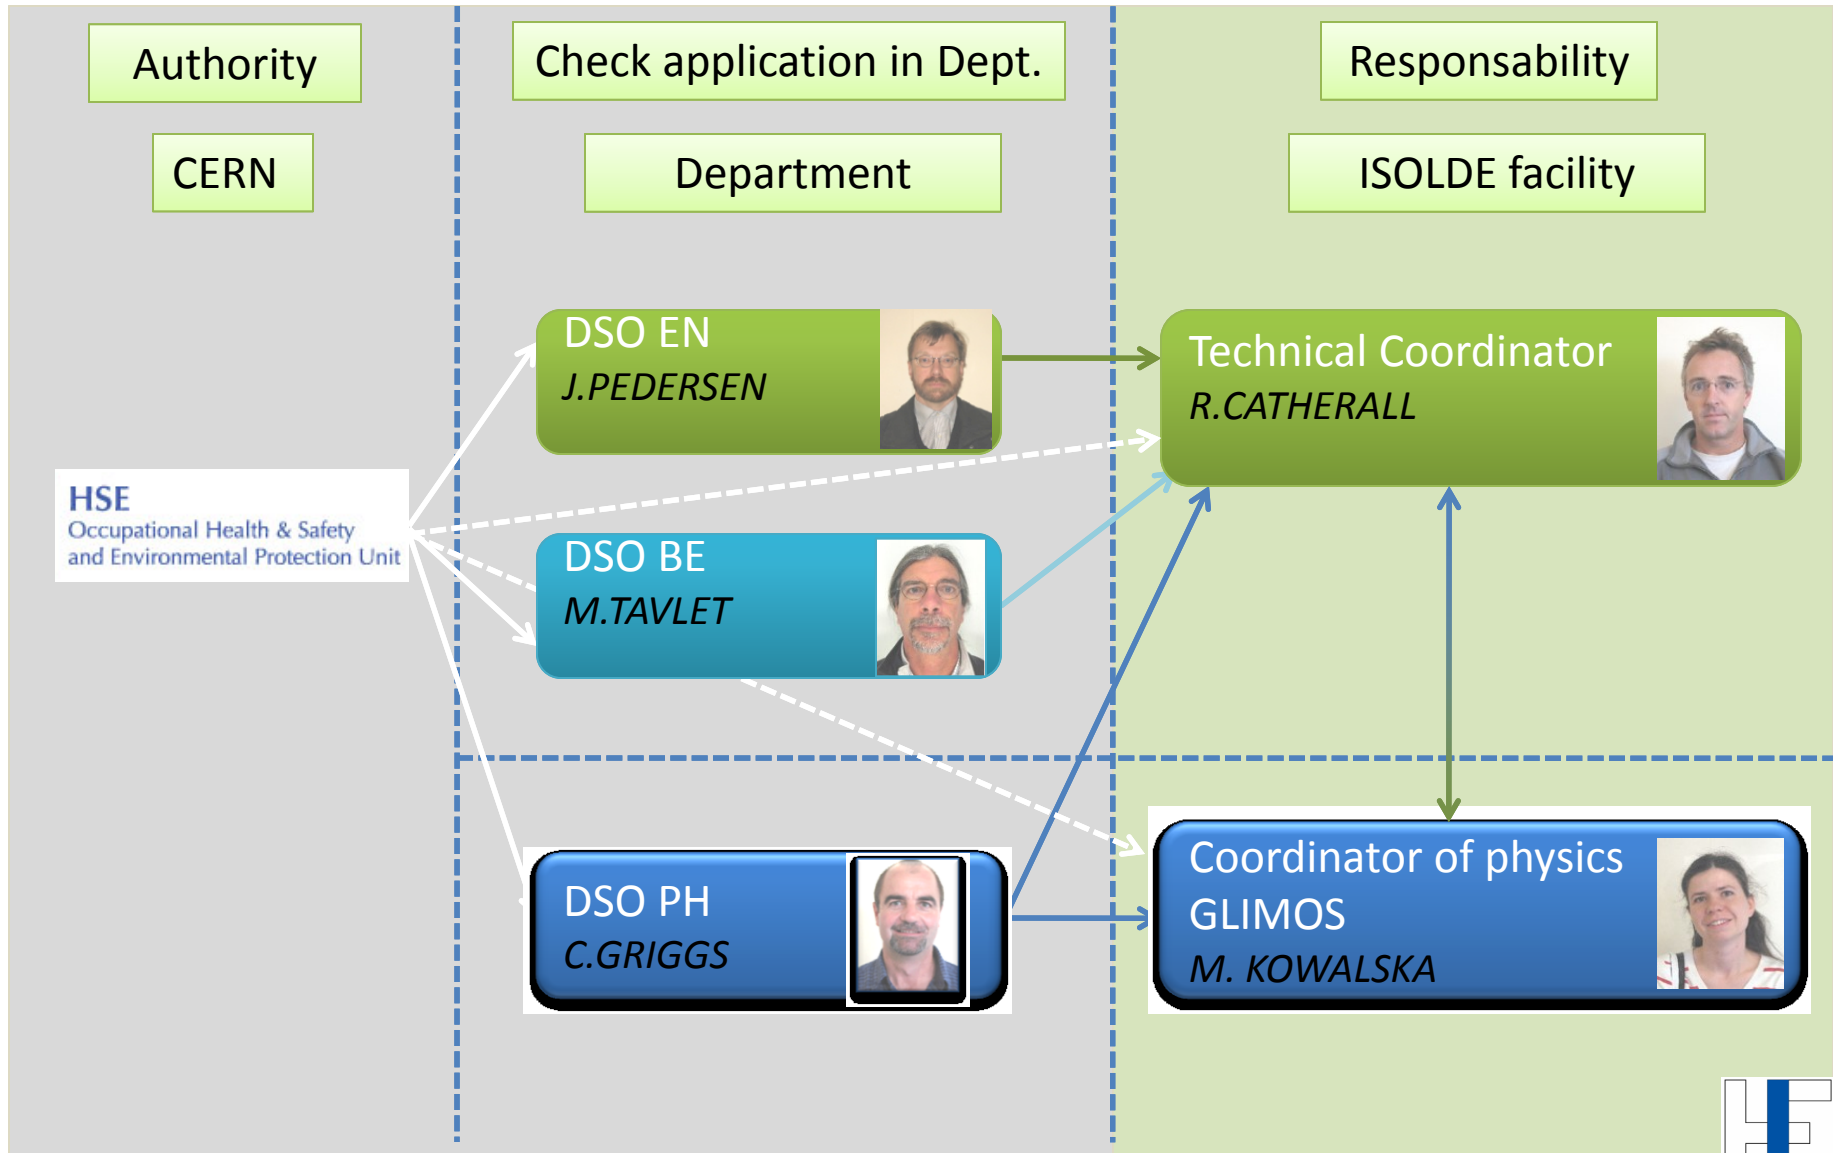 Authority
Check application in Dept.
Responsability
CERN
Department
ISOLDE facility
DSO EN
J.PEDERSEN
Technical Coordinator
R.CATHERALL
HSE
Occupational Health & Safety
and Environmental Protection Unit
DSO BE
M.TAVLET
DSO PH
C.GRIGGS
Coordinator of physics
GLIMOS
M. KOWALSKA